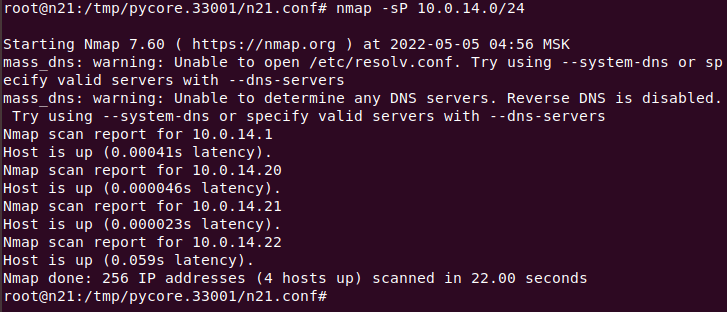 root@n21:/tmp/pycore.33001/n21.conf# nmap -sP 10.0.14.0/24

Starting Nmap 7.60 ( https://nmap.org ) at 2022-05-05 04:56 MSK
mass_dns: warning: Unable to open /etc/resolv.conf. Try using --system-dns or sp
ecify valid servers with --dns-servers
mass_dns: warning: Unable to determine any DNS servers. Reverse DNS is disabled.
 Try using --system-dns or specify valid servers with --dns-servers
Nmap scan report for 10.0.14.1
Host is up (0.00041s latency).
Nmap scan report for 10.0.14.20
Host is up (0.000046s latency).
Nmap scan report for 10.0.14.21
Host is up (0.000023s latency).
Nmap scan report for 10.0.14.22
Host is up (0.059s latency).
Nmap done: 256 IP addresses (4 hosts up) scanned in 22.00 seconds
root@n21:/tmp/pycore.33001/n21.conf#